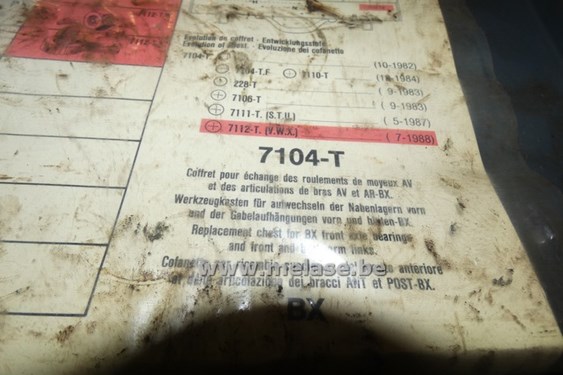 Evolution du coffret - Entwicklungsstufe
Evolution of chest - Evoluzione del cofanetto
7104-T (10-1982)
7104-T.F 7110-T (10-1984)
228-T ( 9-1983)
7106-T ( 9-1983)
7111-T. (S.T.U.) ( 5-1987)
7112-T. (V.W.X.) ( 7-1988)
7104-T
Coffret pour échange des roulements de moyeux AV
et des articulations de bras AV et AR-BX.
Werkzeugkasten für auswechseln der Nabenlagern vorn
und der Gabelaufhängungen vorn und hinten-BX.
Replacement chest for BX front axle bearings
and front and arm links.
anteriore
delle articolazioni dei bracci ANT et POST-BX.
www.melase.be
BX